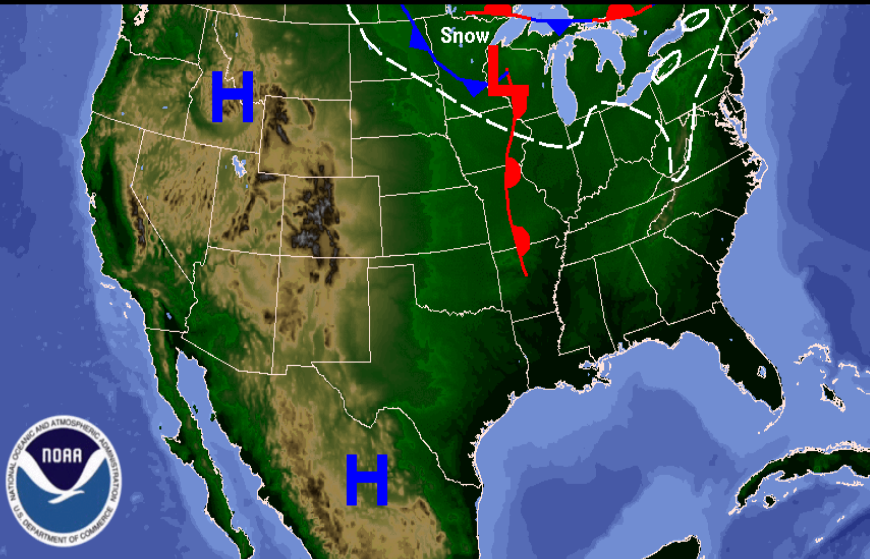 Snow
L
H
H
NATIONAL OCEANIC AND ATMOSPHERIC ADMINISTRATION
NOAA
U.S. DEPARTMENT OF COMMERCE